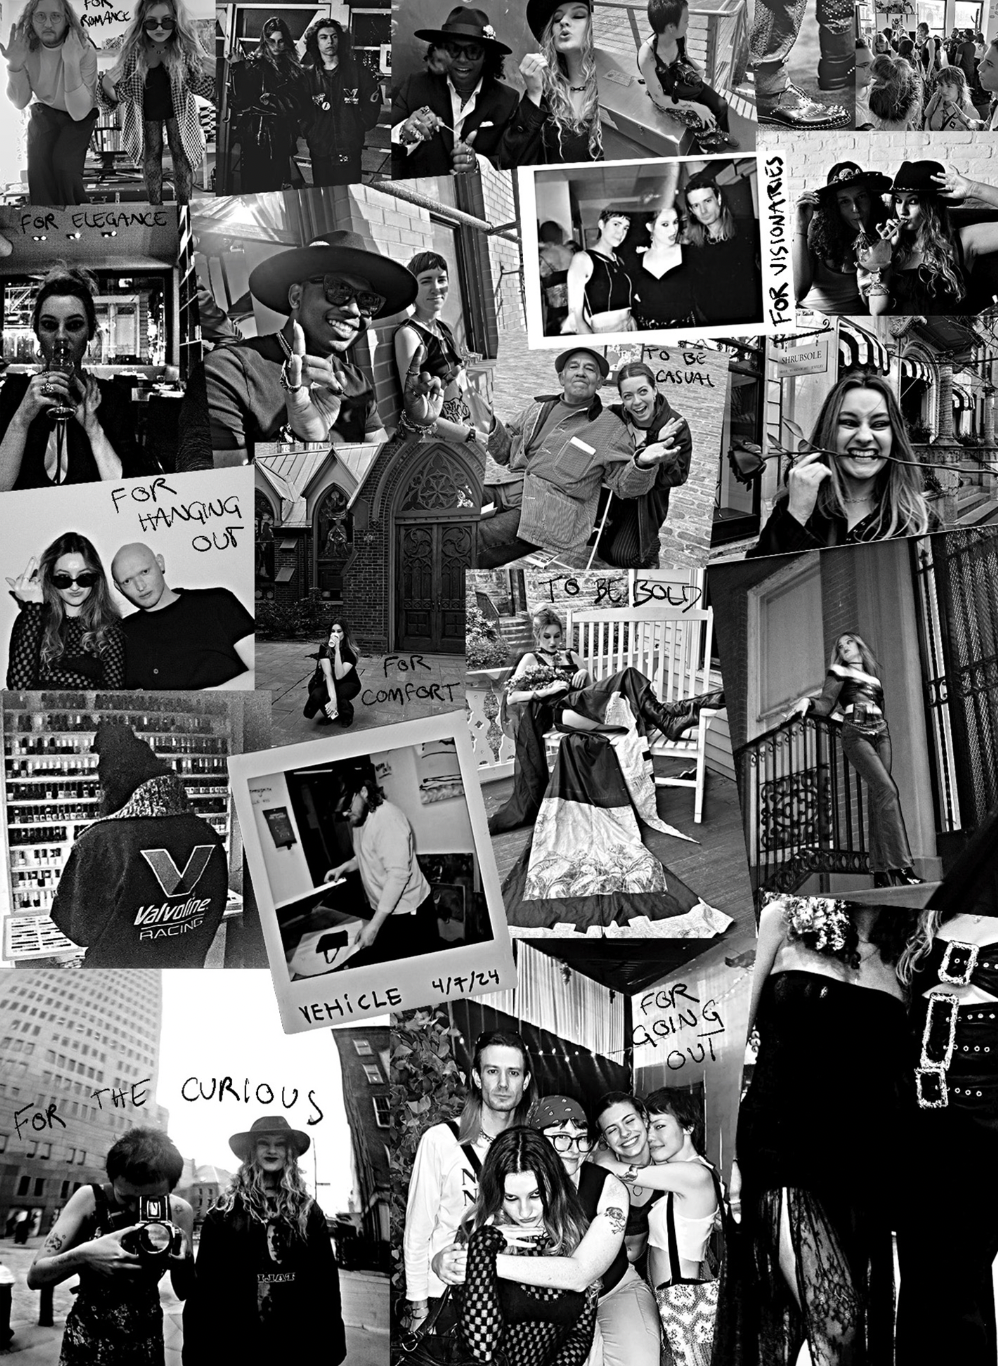 FOR
ROMANCE
FOR ELEGANCE
FOR VISIONARIES
TO BE
CASUAL
SHRUBSOLE
FOR
HANGING
OUT
TO BE BOLD
FOR
COMFORT
Valvoline
RACING
VEHICLE 4/7/24
FOR
GOING
OUT
FOR THE CURIOUS